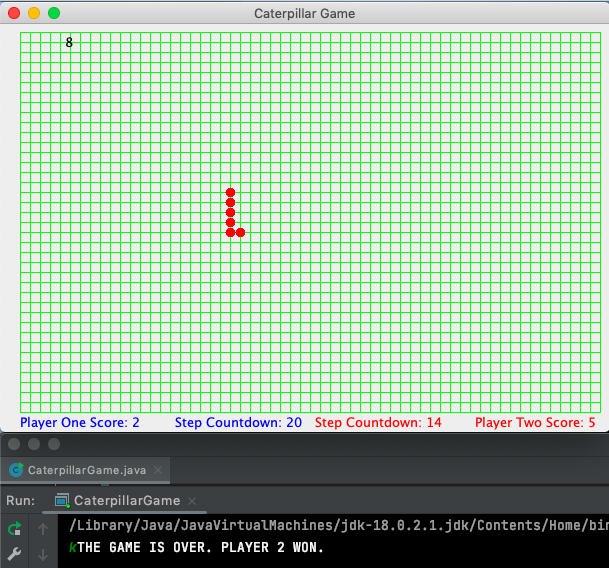 Caterpillar Game
8
Player One Score: 2 Step Countdown: 20 Step Countdown: 14 Player Two Score: 5
CaterpillarGame.java
Run: CaterpillarGame
/Library/Java/JavaVirtualMachines/jdk-18.0.2.1.jdk/Contents/Home/bin
kTHE GAME IS OVER. PLAYER 2 WON.